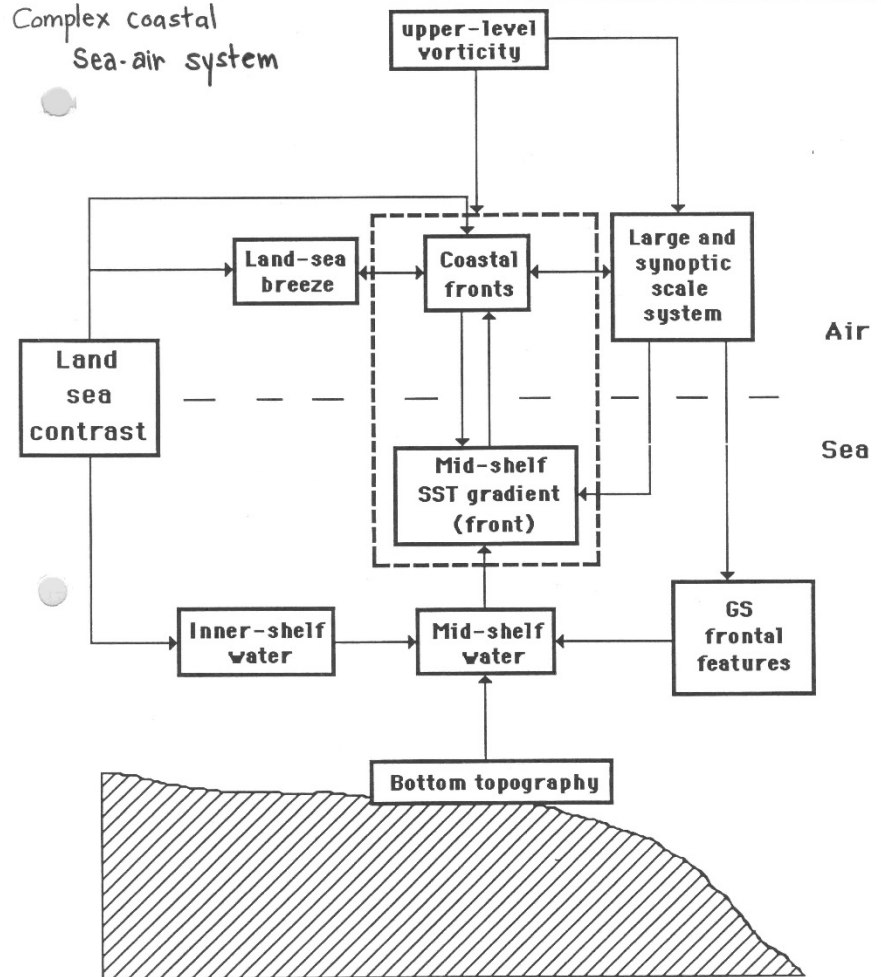 Complex coastal
Sea-air system
upper-level
vorticity
Land-sea
breeze
Coastal
fronts
Large and
synoptic
scale
system
Air
Land
sea
contrast
Sea
Mid-shelf
SST gradient
(front)
Inner-shelf
water
Mid-shelf
water
GS
frontal
features
Bottom topography